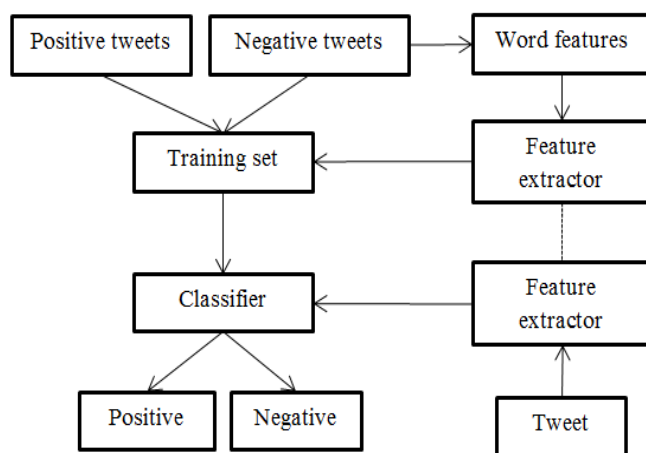 Positive tweets
Negative tweets
Word features
Training set
Feature
extractor
Classifier
Feature
extractor
Positive
Negative
Tweet